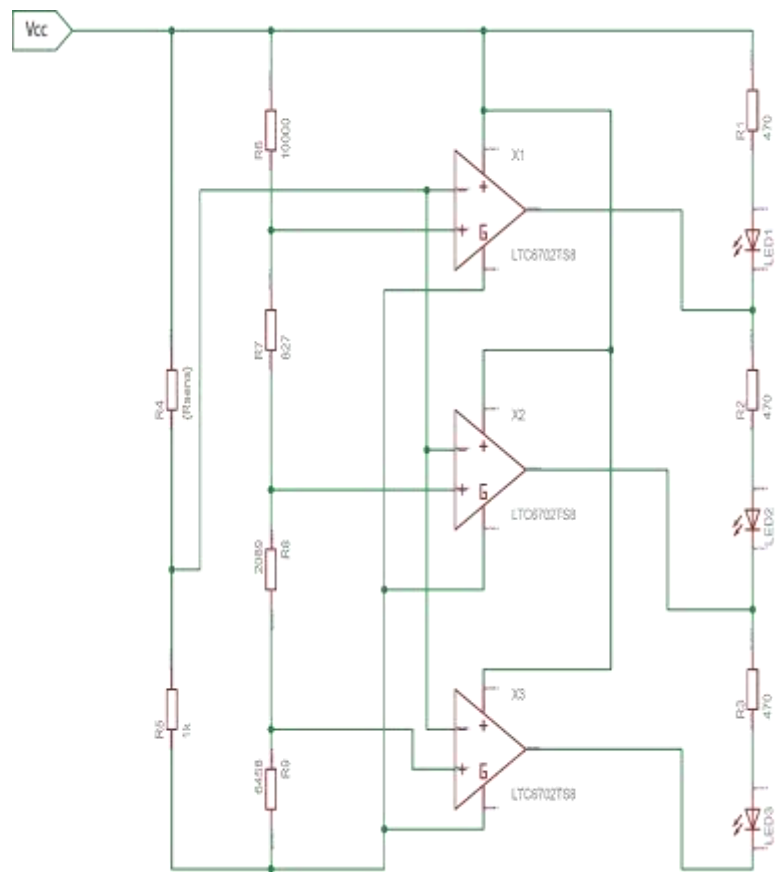 Vcc
R6
10000
R1
470
X1
+
−
+
G
LTC6702TS8
LED1
R7
627
R4
(Rsens)
R2
470
X2
+
−
+
G
LTC6702TS8
LED2
2089
R8
R5
1k
R3
470
X3
+
−
+
G
LTC6702TS8
6458
R9
LED3